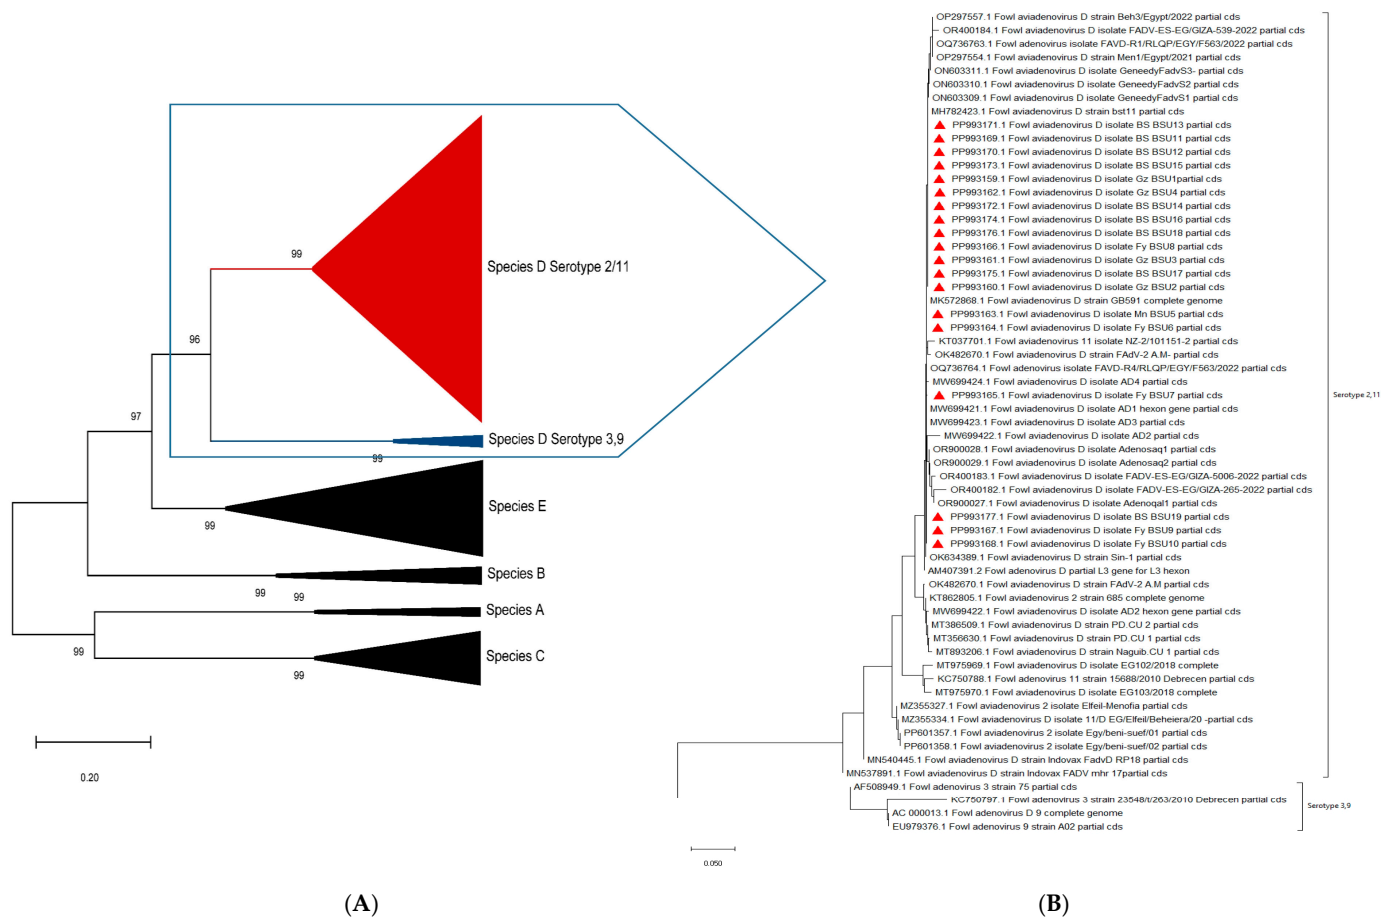 99
Species D Serotype 2/11
96
97
Species D Serotype 3,9
99
Species E
99
Species B
99
99
Species A
99
Species C
99
0.20
(A)
OP297557.1 Fowl aviadenovirus D strain Beh3/Egypt/2022 partial cds
OR400184.1 Fowl aviadenovirus D isolate FADV-ES-EG/GIZA-539-2022 partial cds
OQ736763.1 Fowl adenovirus isolate FAVD-R1/RLQP/EGY/F563/2022 partial cds
OP297554.1 Fowl aviadenovirus D strain Men1/Egypt/2021 partial cds
ON603311.1 Fowl aviadenovirus D isolate GeneedyFadvS3- partial cds
ON603310.1 Fowl aviadenovirus D isolate GeneedyFadvS2 partial cds
ON603309.1 Fowl aviadenovirus D isolate GeneedyFadvS1 partial cds
MH782423.1 Fowl aviadenovirus D strain bst11 partial cds
PP993171.1 Fowl aviadenovirus D isolate BS BSU13 partial cds
PP993169.1 Fowl aviadenovirus D isolate BS BSU11 partial cds
PP993170.1 Fowl aviadenovirus D isolate BS BSU12 partial cds
PP993173.1 Fowl aviadenovirus D isolate BS BSU15 partial cds
PP993159.1 Fowl aviadenovirus D isolate Gz BSU1partial cds
PP993162.1 Fowl aviadenovirus D isolate Gz BSU4 partial cds
PP993172.1 Fowl aviadenovirus D isolate BS BSU14 partial cds
PP993174.1 Fowl aviadenovirus D isolate BS BSU16 partial cds
PP993176.1 Fowl aviadenovirus D isolate BS BSU18 partial cds
PP993166.1 Fowl aviadenovirus D isolate Fy BSU8 partial cds
PP993161.1 Fowl aviadenovirus D isolate Gz BSU3 partial cds
PP993175.1 Fowl aviadenovirus D isolate BS BSU17 partial cds
PP993160.1 Fowl aviadenovirus D isolate Gz BSU2 partial cds
MK572868.1 Fowl aviadenovirus D strain GB591 complete genome
PP993163.1 Fowl aviadenovirus D isolate Mn BSU5 partial cds
PP993164.1 Fowl aviadenovirus D isolate Fy BSU6 partial cds
KT037701.1 Fowl aviadenovirus 11 isolate NZ-2/101151-2 partial cds
OK482670.1 Fowl aviadenovirus D strain FAdV-2 A.M- partial cds
OQ736764.1 Fowl adenovirus isolate FAVD-R4/RLQP/EGY/F563/2022 partial cds
MW699424.1 Fowl aviadenovirus D isolate AD4 partial cds
PP993165.1 Fowl aviadenovirus D isolate Fy BSU7 partial cds
MW699421.1 Fowl aviadenovirus D isolate AD1 hexon gene partial cds
MW699423.1 Fowl aviadenovirus D isolate AD3 partial cds
MW699422.1 Fowl aviadenovirus D isolate AD2 partial cds
OR900028.1 Fowl aviadenovirus D isolate Adenosaq1 partial cds
OR900029.1 Fowl aviadenovirus D isolate Adenosaq2 partial cds
OR400183.1 Fowl aviadenovirus D isolate FADV-ES-EG/GIZA-5006-2022 partial cds
OR400182.1 Fowl aviadenovirus D isolate FADV-ES-EG/GIZA-265-2022 partial cds
OR900027.1 Fowl aviadenovirus D isolate Adenoqal1 partial cds
PP993177.1 Fowl aviadenovirus D isolate BS BSU19 partial cds
PP993167.1 Fowl aviadenovirus D isolate Fy BSU9 partial cds
PP993168.1 Fowl aviadenovirus D isolate Fy BSU10 partial cds
OK634389.1 Fowl aviadenovirus D strain Sin-1 partial cds
AM407391.2 Fowl adenovirus D partial L3 gene for L3 hexon
OK482670.1 Fowl aviadenovirus D strain FAdV-2 A.M partial cds
KT862805.1 Fowl aviadenovirus 2 strain 685 complete genome
MW699422.1 Fowl aviadenovirus D isolate AD2 hexon gene partial cds
MT386509.1 Fowl aviadenovirus D strain PD.CU 2 partial cds
MT356630.1 Fowl aviadenovirus D strain PD.CU 1 partial cds
MT893206.1 Fowl aviadenovirus D strain Naguib.CU 1 partial cds
MT975969.1 Fowl aviadenovirus D isolate EG102/2018 complete
KC750788.1 Fowl adenovirus 11 strain 15688/2010 Debrecen partial cds
MT975970.1 Fowl aviadenovirus D isolate EG103/2018 complete
MZ355327.1 Fowl aviadenovirus 2 isolate Elfeil-Menofia partial cds
MZ355334.1 Fowl aviadenovirus D isolate 11/D EG/Elfeil/Beheiera/20 -partial cds
PP601357.1 Fowl aviadenovirus 2 isolate Egy/beni-suef/01 partial cds
PP601358.1 Fowl aviadenovirus 2 isolate Egy/beni-suef/02 partial cds
MN540445.1 Fowl aviadenovirus D strain Indovax FadvD RP18 partial cds
MN537891.1 Fowl aviadenovirus D strain Indovax FADV mhr 17partial cds
AF508949.1 Fowl adenovirus 3 strain 75 partial cds
KC750797.1 Fowl adenovirus 3 strain 23548/I/263/2010 Debrecen partial cds
AC 000013.1 Fowl adenovirus D 9 complete genome
EU979376.1 Fowl adenovirus 9 strain A02 partial cds
Serotype 2,11
Serotype 3,9
0.050
(B)